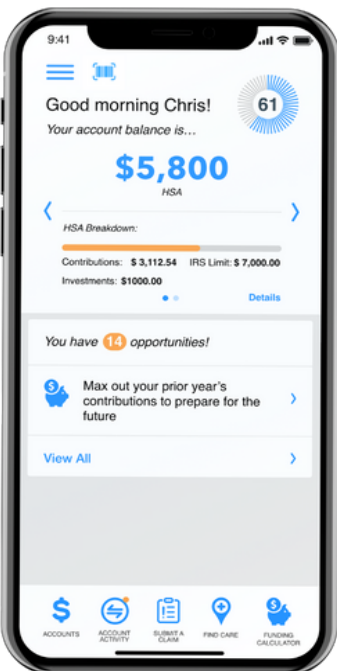 9:41
Good morning Chris!
61
Your account balance is...
$5,800
HSA
HSA Breakdown:
Contributions: $ 3,112.54 IRS Limit: $ 7,000.00
Investments: $1000.00
Details
You have 14 opportunities!
Max out your prior year's
contributions to prepare for the
future
View All
ACCOUNTS
ACCOUNT
ACTIVITY
SUBMIT A
CLAIM
FIND CARE
FUNDING
CALCULATOR